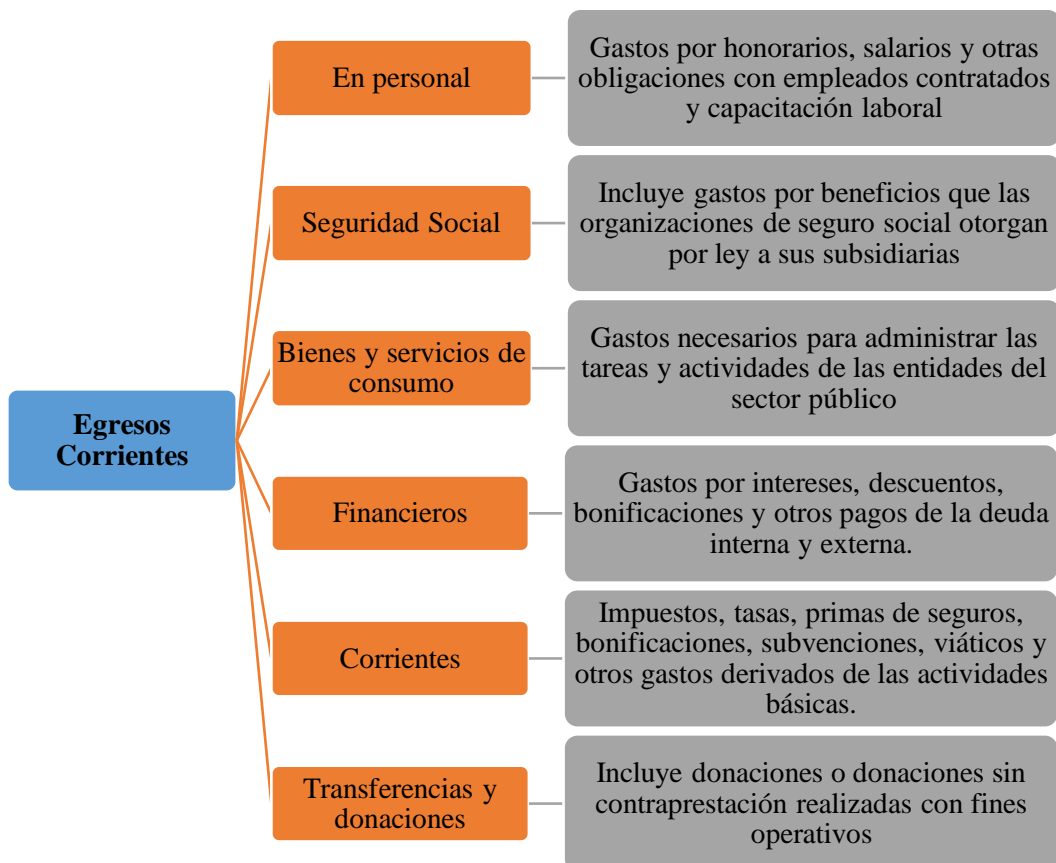 Egresos
Corrientes
En personal
Gastos por honorarios, salarios y otras
obligaciones con empleados contratados
y capacitación laboral
Seguridad Social
Incluye gastos por beneficios que las
organizaciones de seguro social otorgan
por ley a sus subsidiarias
Bienes y servicios de
consumo
Gastos necesarios para administrar las
tareas y actividades de las entidades del
sector público
Financieros
Gastos por intereses, descuentos,
bonificaciones y otros pagos de la deuda
interna y externa.
Corrientes
Impuestos, tasas, primas de seguros,
bonificaciones, subvenciones, viáticos y
otros gastos derivados de las actividades
básicas.
Transferencias y
donaciones
Incluye donaciones o donaciones sin
contraprestación realizadas con fines
operativos